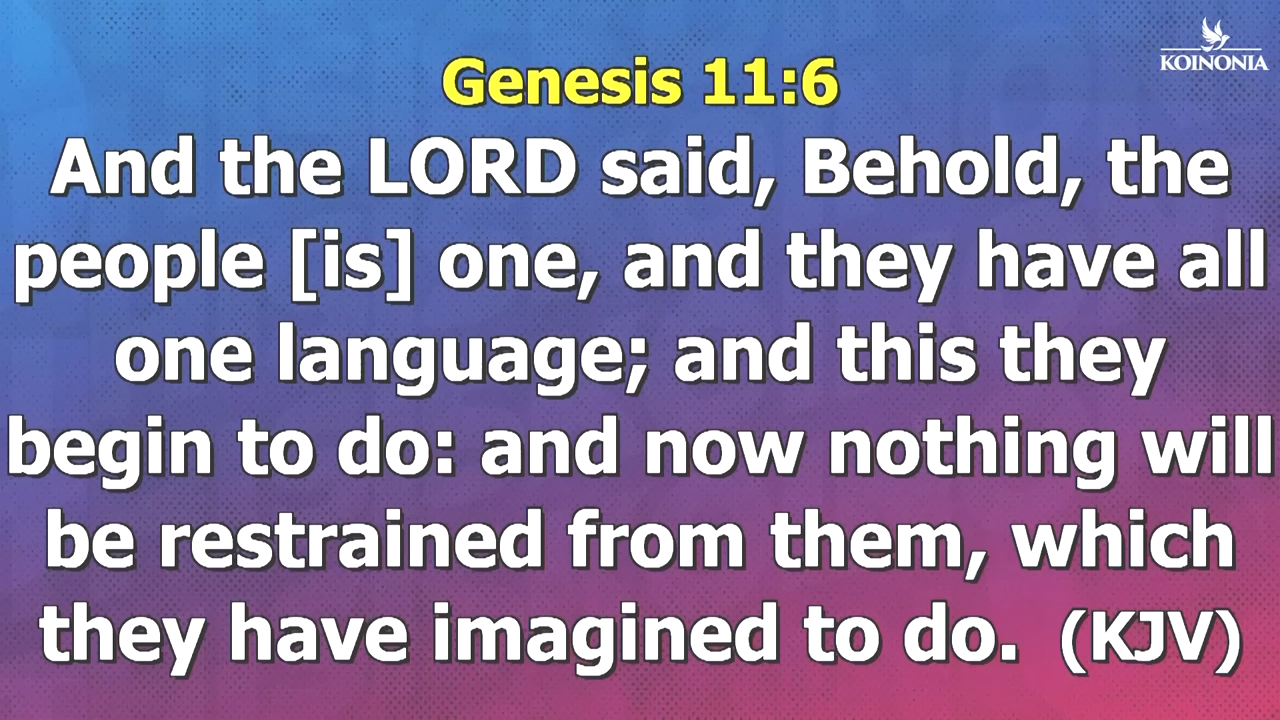 KOINONIA
Genesis 11:6
And the LORD said, Behold, the
people [is] one, and they have all
one language; and this they
begin to do: and now nothing will
be restrained from them, which
they have imagined to do. (KJV)